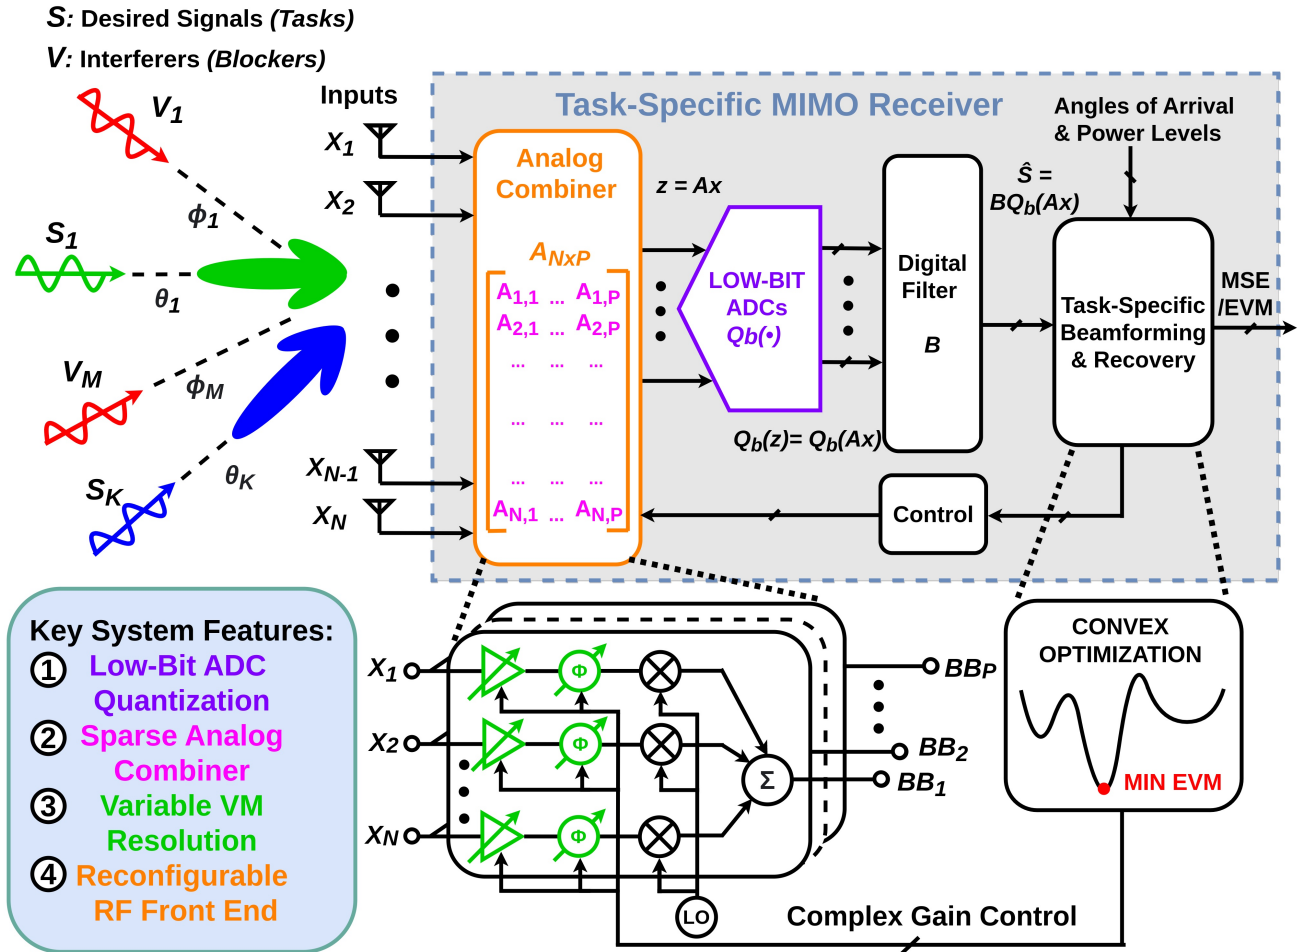 S: Desired Signals (Tasks)
V: Interferers (Blockers)
V1
ϕ1
S1
θ1
VM
ϕM
SK
θK
Inputs
X1
X2
XN-1
XN
Task-Specific MIMO Receiver
Analog
Combiner
ANxP
A1,1 ... A1,P
A2,1 ... A2,P
... ... ...
... ... ...
... ... ...
AN,1 ... AN,P
z = Ax
LOW-BIT
ADCs
Qb(•)
Qb(z)= Qb(Ax)
Digital
Filter
B
Ŝ =
BQb(Ax)
Angles of Arrival
& Power Levels
Task-Specific
Beamforming
& Recovery
MSE
/EVM
Control
Key System Features:
1 Low-Bit ADC
Quantization
2 Sparse Analog
Combiner
3 Variable VM
Resolution
4 Reconfigurable
RF Front End
X1
X2
XN
Φ
Φ
Φ
Σ
LO
BBP
BB2
BB1
CONVEX
OPTIMIZATION
MIN EVM
Complex Gain Control